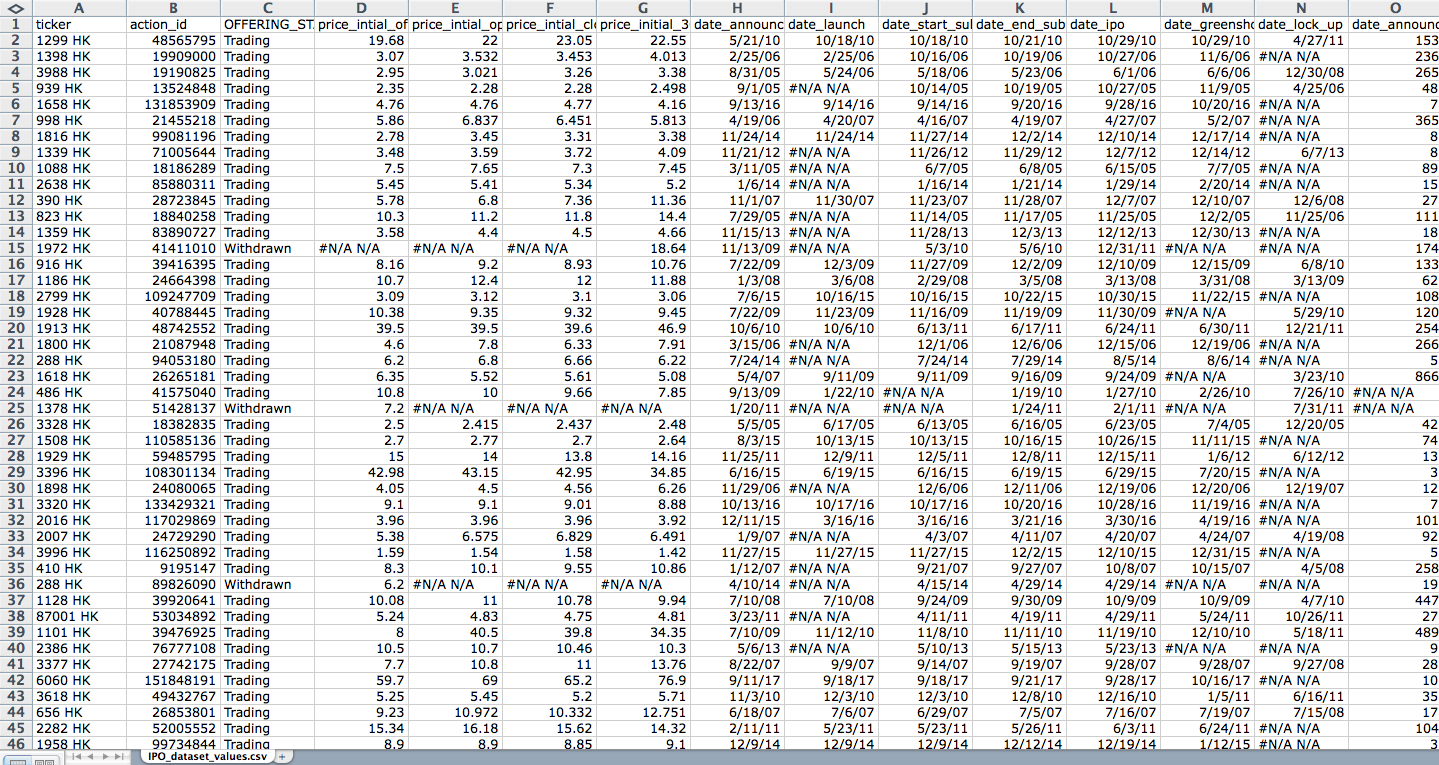 A B C D E F G H I J K L M N O
1 ticker action_id OFFERING_ST price_intial_of price_intial_op price_intial_clo price_initial_3 date_announc date_launch date_start_sul date_end_sub date_ipo date_greensho date_lock_up date_announc
2 1299 HK 48565795 Trading 19.68 22 23.05 22.55 5/21/10 10/18/10 10/18/10 10/21/10 10/29/10 10/29/10 4/27/11 153
3 1398 HK 19909000 Trading 3.07 3.532 3.453 4.013 2/25/06 2/25/06 10/16/06 10/19/06 10/27/06 11/6/06 #N/A N/A 236
4 3988 HK 19190825 Trading 2.95 3.021 3.26 3.38 8/31/05 5/24/06 5/18/06 5/23/06 6/1/06 6/6/06 12/30/08 265
5 939 HK 13524848 Trading 2.35 2.28 2.28 2.498 9/1/05 #N/A N/A 10/14/05 10/19/05 10/27/05 11/9/05 4/25/06 48
6 1658 HK 131853909 Trading 4.76 4.76 4.77 4.16 9/13/16 9/14/16 9/14/16 9/20/16 9/28/16 10/20/16 #N/A N/A 7
7 998 HK 21455218 Trading 5.86 6.837 6.451 5.813 4/19/06 4/20/07 4/16/07 4/19/07 4/27/07 5/2/07 #N/A N/A 365
8 1816 HK 99081196 Trading 2.78 3.45 3.31 3.38 11/24/14 11/24/14 11/27/14 12/2/14 12/10/14 12/17/14 #N/A N/A 8
9 1339 HK 71005644 Trading 3.48 3.59 3.72 4.09 11/21/12 #N/A N/A 11/26/12 11/29/12 12/7/12 12/14/12 6/7/13 8
10 1088 HK 18186289 Trading 7.5 7.65 7.3 7.45 3/11/05 #N/A N/A 6/7/05 6/8/05 6/15/05 7/7/05 #N/A N/A 89
11 2638 HK 85880311 Trading 5.45 5.41 5.34 5.2 1/6/14 #N/A N/A 1/16/14 1/21/14 1/29/14 2/20/14 #N/A N/A 15
12 390 HK 28723845 Trading 5.78 6.8 7.36 11.36 11/1/07 11/30/07 11/23/07 11/28/07 12/7/07 12/10/07 12/6/08 27
13 823 HK 18840258 Trading 10.3 11.2 11.8 14.4 7/29/05 #N/A N/A 11/14/05 11/17/05 11/25/05 12/2/05 11/25/06 111
14 1359 HK 83890727 Trading 3.58 4.4 4.5 4.66 11/15/13 #N/A N/A 11/28/13 12/3/13 12/12/13 12/30/13 #N/A N/A 18
15 1972 HK 41411010 Withdrawn #N/A N/A #N/A N/A #N/A N/A 18.64 11/13/09 #N/A N/A 5/3/10 5/6/10 12/31/11 #N/A N/A #N/A N/A 174
16 916 HK 39416395 Trading 8.16 9.2 8.93 10.76 7/22/09 12/3/09 11/27/09 12/2/09 12/10/09 12/15/09 6/8/10 133
17 1186 HK 24664398 Trading 10.7 12.4 12 11.88 1/3/08 3/6/08 2/29/08 3/5/08 3/13/08 3/31/08 3/13/09 62
18 2799 HK 109247709 Trading 3.09 3.12 3.1 3.06 7/6/15 10/16/15 10/16/15 10/22/15 10/30/15 11/22/15 #N/A N/A 108
19 1928 HK 40788445 Trading 10.38 9.35 9.32 9.45 7/22/09 11/23/09 11/16/09 11/19/09 11/30/09 #N/A N/A 5/29/10 120
20 1913 HK 48742552 Trading 39.5 39.5 39.6 46.9 10/6/10 10/6/10 6/13/11 6/17/11 6/24/11 6/30/11 12/21/11 254
21 1800 HK 21087948 Trading 4.6 7.8 6.33 7.91 3/15/06 #N/A N/A 12/1/06 12/6/06 12/15/06 12/19/06 #N/A N/A 266
22 288 HK 94053180 Trading 6.2 6.8 6.66 6.22 7/24/14 #N/A N/A 7/24/14 7/29/14 8/5/14 8/6/14 #N/A N/A 5
23 1618 HK 26265181 Trading 6.35 5.52 5.61 5.08 5/4/07 9/11/09 9/11/09 9/16/09 9/24/09 #N/A N/A 3/23/10 866
24 486 HK 41575040 Trading 10.8 10 9.66 7.85 9/13/09 1/22/10 #N/A N/A 1/19/10 1/27/10 2/26/10 7/26/10 #N/A N/A
25 1378 HK 51428137 Withdrawn 7.2 #N/A N/A #N/A N/A #N/A N/A 1/20/11 #N/A N/A #N/A N/A 1/24/11 2/1/11 #N/A N/A 7/31/11 #N/A N/A
26 3328 HK 18382835 Trading 2.5 2.415 2.437 2.48 5/5/05 6/17/05 6/13/05 6/16/05 6/23/05 7/4/05 12/20/05 42
27 1508 HK 110585136 Trading 2.7 2.77 2.7 2.64 8/3/15 10/13/15 10/13/15 10/16/15 10/26/15 11/11/15 #N/A N/A 74
28 1929 HK 59485795 Trading 15 14 13.8 14.16 11/25/11 12/9/11 12/5/11 12/8/11 12/15/11 1/6/12 6/12/12 13
29 3396 HK 108301134 Trading 42.98 43.15 42.95 34.85 6/16/15 6/19/15 6/16/15 6/19/15 6/29/15 7/20/15 #N/A N/A 3
30 1898 HK 24080065 Trading 4.05 4.5 4.56 6.26 11/29/06 #N/A N/A 12/6/06 12/11/06 12/19/06 12/20/06 12/19/07 12
31 3320 HK 133429321 Trading 9.1 9.1 9.01 8.88 10/13/16 10/17/16 10/17/16 10/20/16 10/28/16 11/19/16 #N/A N/A 7
32 2016 HK 117029869 Trading 3.96 3.96 3.96 3.92 12/11/15 3/16/16 3/16/16 3/21/16 3/30/16 4/19/16 #N/A N/A 101
33 2007 HK 24729290 Trading 5.38 6.575 6.829 6.491 1/9/07 #N/A N/A 4/3/07 4/11/07 4/20/07 4/24/07 4/19/08 92
34 3996 HK 116250892 Trading 1.59 1.54 1.58 1.42 11/27/15 11/27/15 11/27/15 12/2/15 12/10/15 12/31/15 #N/A N/A 5
35 410 HK 9195147 Trading 8.3 10.1 9.55 10.86 1/12/07 #N/A N/A 9/21/07 9/27/07 10/8/07 10/15/07 4/5/08 258
36 288 HK 89826090 Withdrawn 6.2 #N/A N/A #N/A N/A #N/A N/A 4/10/14 #N/A N/A 4/15/14 4/29/14 4/29/14 #N/A N/A #N/A N/A 19
37 1128 HK 39920641 Trading 10.08 11 10.78 9.94 7/10/08 7/10/08 9/24/09 9/30/09 10/9/09 10/9/09 4/7/10 447
38 87001 HK 53034892 Trading 5.24 4.83 4.75 4.81 3/23/11 #N/A N/A 4/11/11 4/19/11 4/29/11 5/24/11 10/26/11 27
39 1101 HK 39476925 Trading 8 40.5 39.8 34.35 7/10/09 11/12/10 11/8/10 11/11/10 11/19/10 12/10/10 5/18/11 489
40 2386 HK 76777108 Trading 10.5 10.7 10.46 10.3 5/6/13 #N/A N/A 5/10/13 5/15/13 5/23/13 #N/A N/A #N/A N/A 9
41 3377 HK 27742175 Trading 7.7 10.8 11 13.76 8/22/07 9/9/07 9/14/07 9/19/07 9/28/07 9/28/07 9/27/08 28
42 6060 HK 151848191 Trading 59.7 69 65.2 76.9 9/11/17 9/18/17 9/18/17 9/21/17 9/28/17 10/16/17 #N/A N/A 10
43 3618 HK 49432767 Trading 5.25 5.45 5.2 5.71 11/3/10 12/3/10 12/3/10 12/8/10 12/16/10 1/5/11 6/16/11 35
44 656 HK 26853801 Trading 9.23 10.972 10.332 12.751 6/18/07 7/6/07 6/29/07 7/5/07 7/16/07 7/19/07 7/15/08 17
45 2282 HK 52005552 Trading 15.34 16.18 15.62 14.32 2/11/11 5/23/11 5/23/11 5/26/11 6/3/11 6/24/11 #N/A N/A 104
46 1958 HK 99734844 Trading 8.9 8.9 8.85 9.1 12/9/14 12/9/14 12/9/14 12/12/14 12/19/14 1/12/15 #N/A N/A 3
IPO_dataset_values.csv +